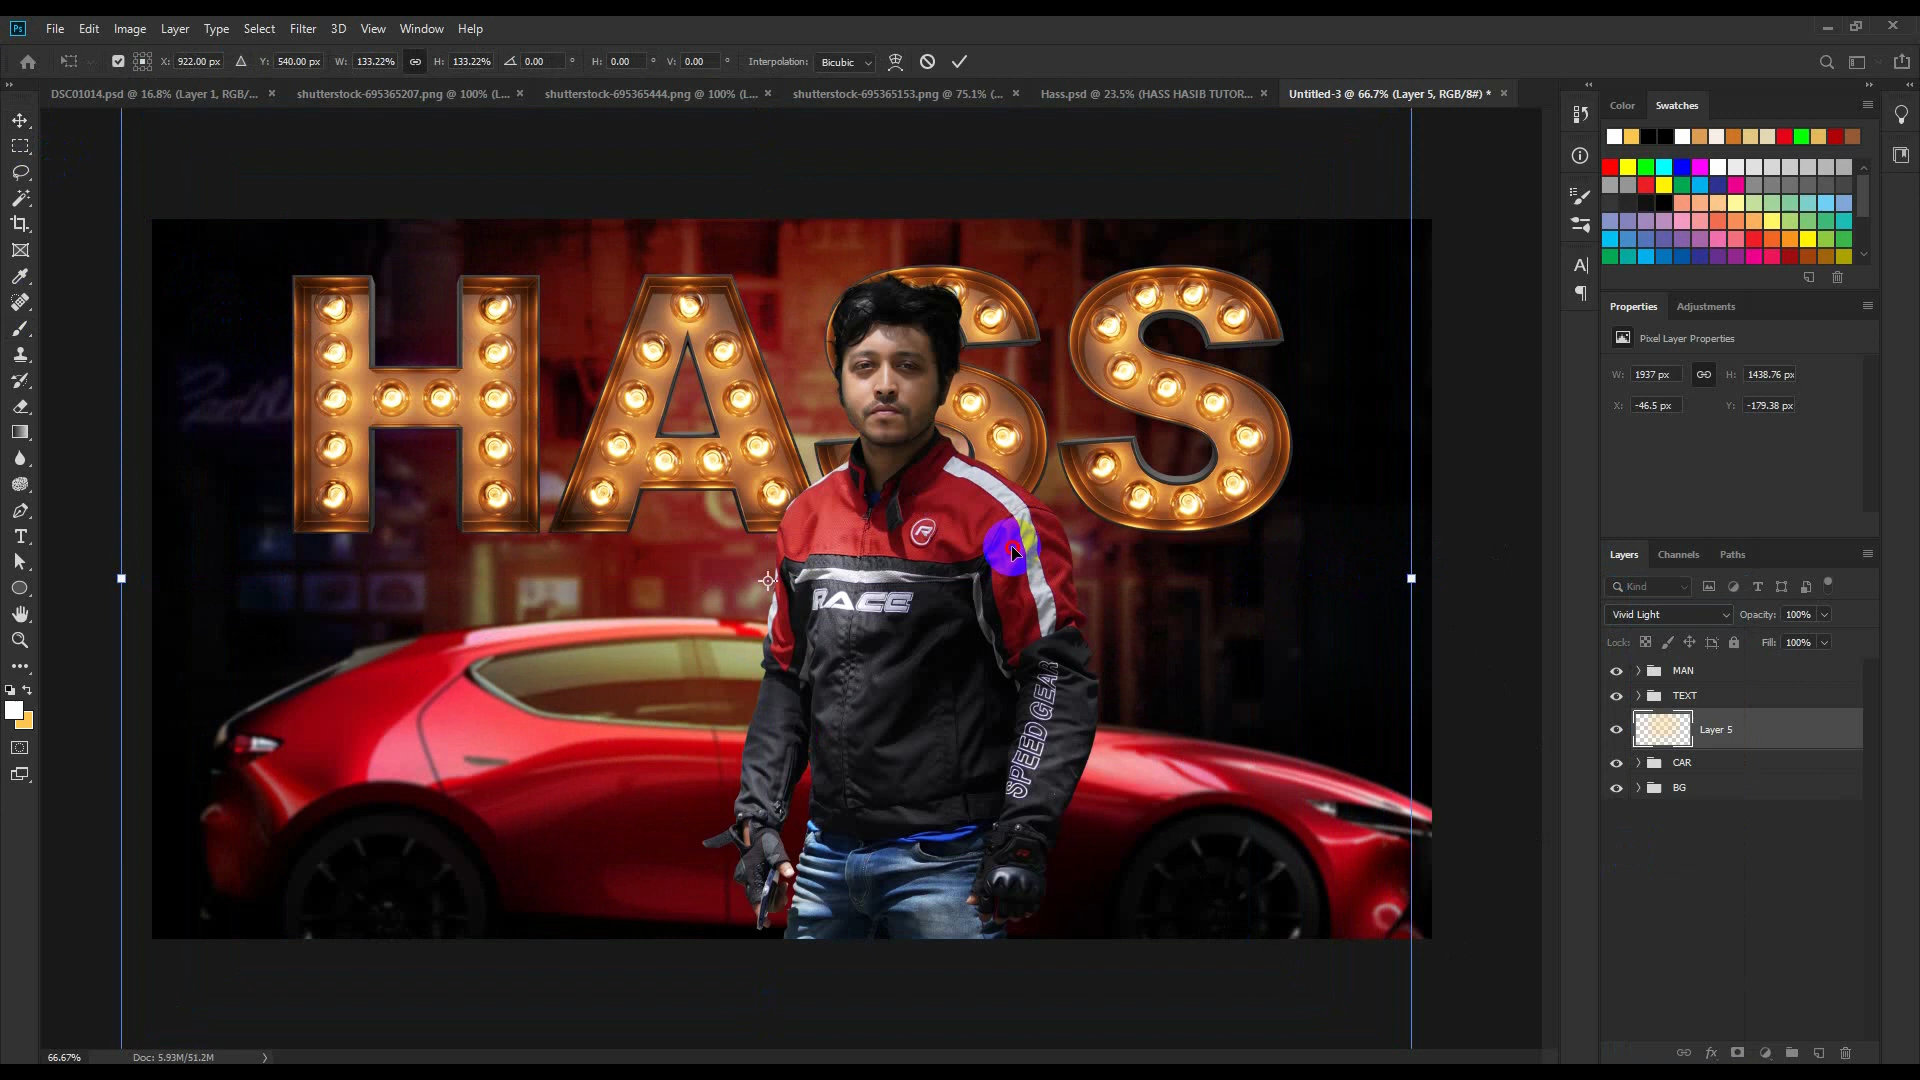 Ps File Edit Image Layer Type Select Filter 3D View Window Help
X: 922.00 px Y: 540.00 px W: 133.22% H: 133.22% 0.00 ° H: 0.00 ° V: 0.00 ° Interpolation: Bicubic
DSC01014.psd @ 16.8% (Layer 1, RGB/... × shutterstock-695365207.png @ 100% (L... × shutterstock-695365444.png @ 100% (L... × shutterstock-695365153.png @ 75.1% (... × Hass.psd @ 23.5% (HASS HASIB TUTOR... × Untitled-3 @ 66.7% (Layer 5, RGB/8#) * ×
Color Swatches
HASS
R
RACE
SPEED GEAR
Properties Adjustments
Pixel Layer Properties
W: 1937 px H: 1438.76 px
X: -46.5 px Y: -179.38 px
Layers Channels Paths
Kind
Vivid Light Opacity: 100%
Lock: Fill: 100%
MAN
TEXT
Layer 5
CAR
BG
66.67% Doc: 5.93M/51.2M